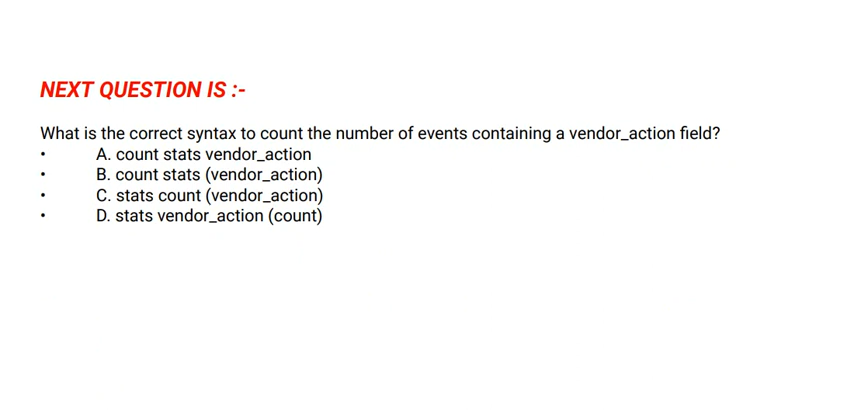 NEXT QUESTION IS :-
What is the correct syntax to count the number of events containing a vendor_action field?
• A. count stats vendor_action
• B. count stats (vendor_action)
• C. stats count (vendor_action)
• D. stats vendor_action (count)